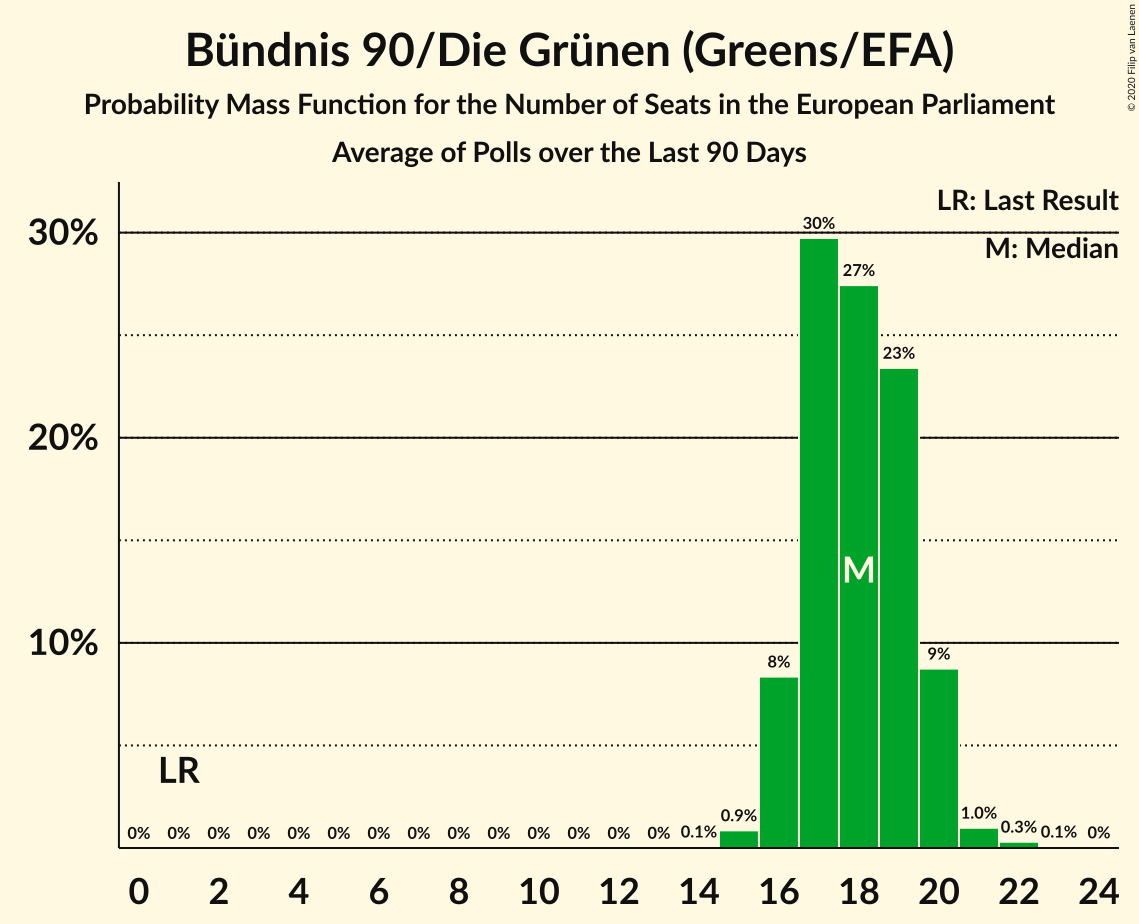 Bündnis 90/Die Grünen (Greens/EFA)
Probability Mass Function for the Number of Seats in the European Parliament
Average of Polls over the Last 90 Days
© 2020 Filip van Laenen
LR: Last Result
M: Median
30%
20%
10%
30%
27%
23%
M
8%
9%
LR
0% 0% 0% 0% 0% 0% 0% 0% 0% 0% 0% 0% 0% 0% 0.1% 0.9% 1.0% 0.3% 0.1% 0%
0 2 4 6 8 10 12 14 16 18 20 22 24